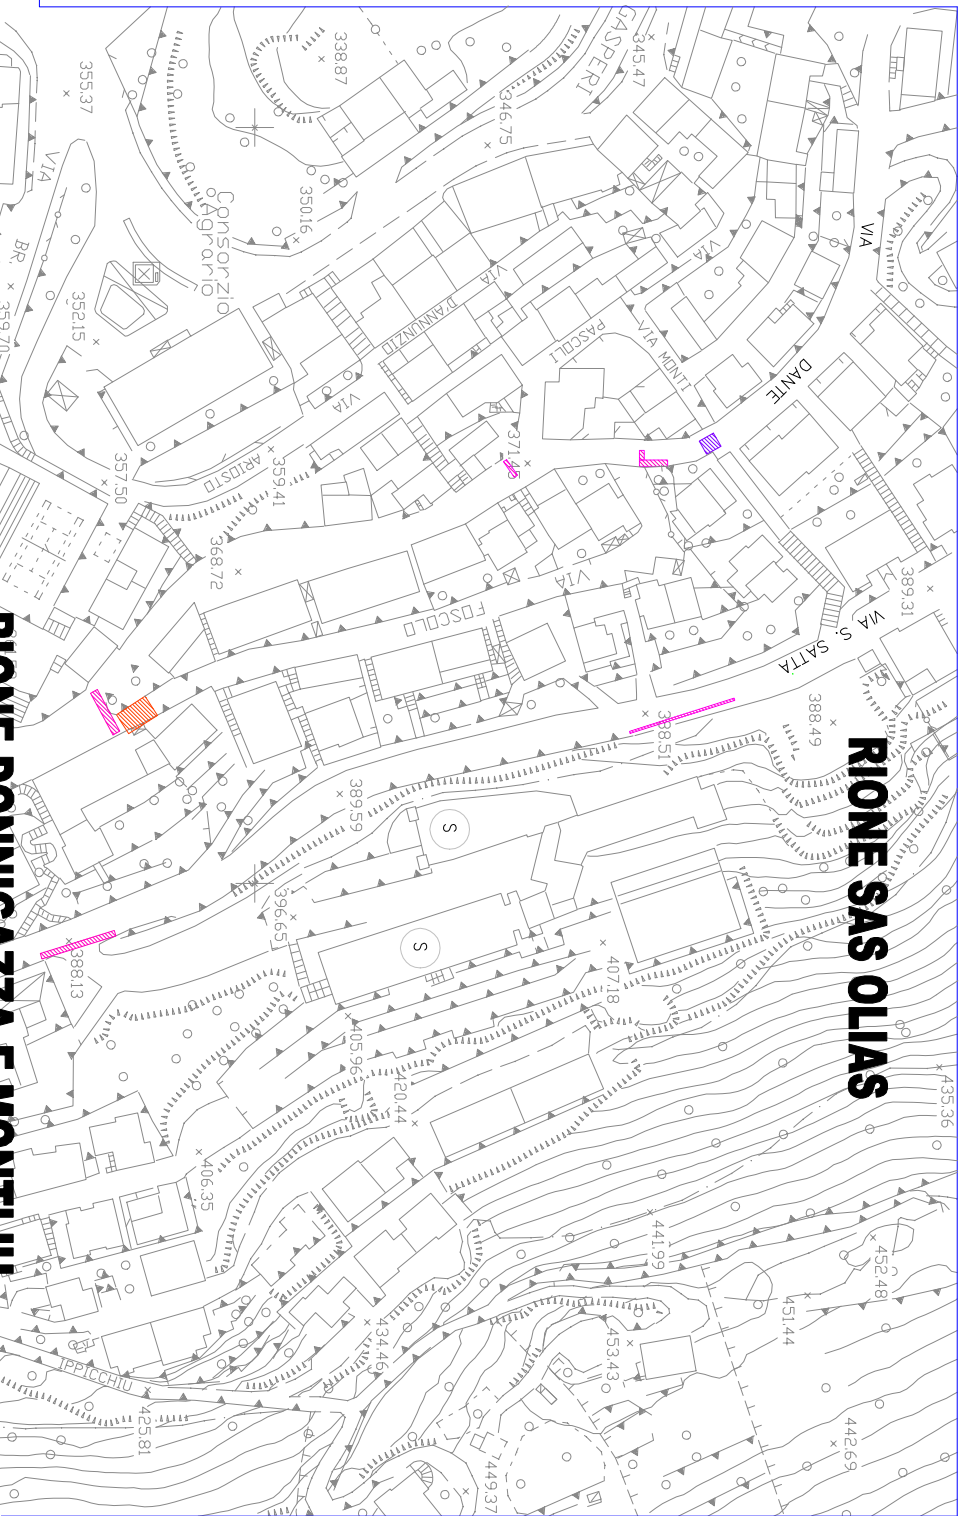 GASPERI
338.87
345.47
355.37
346.75
VIA
Consorzio
Agrario
350.16
VIA
VIA
BR.
352.15
359.70
VIA
D'ANNUNZIO
PASCOLI
VIA MONTI
DANTE
VIA
ARIOSTO
357.50
359.41
371.45
368.72
VIA
FOSCOLO
389.31
VIA S. SATTA
388.49
388.51
RIONE SAS OLIAS
389.59
S
S
396.65
388.13
407.18
405.96
420.44
435.36
406.35
441.99
452.48
451.44
453.43
434.46
IPPICCHIU
425.81
442.69
449.37